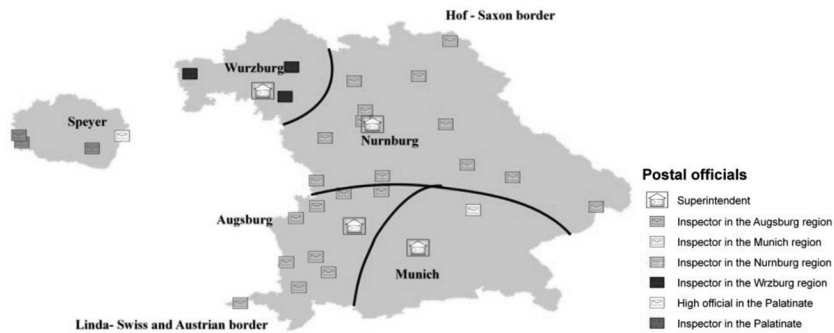 Hof - Saxon border
Wurzburg
Speyer
Nurnburg
Augsburg
Munich
Linda- Swiss and Austrian border
Postal officials
Superintendent
Inspector in the Augsburg region
Inspector in the Munich region
Inspector in the Nurnburg region
Inspector in the Wrzburg region
High official in the Palatinate
Inspector in the Palatinate